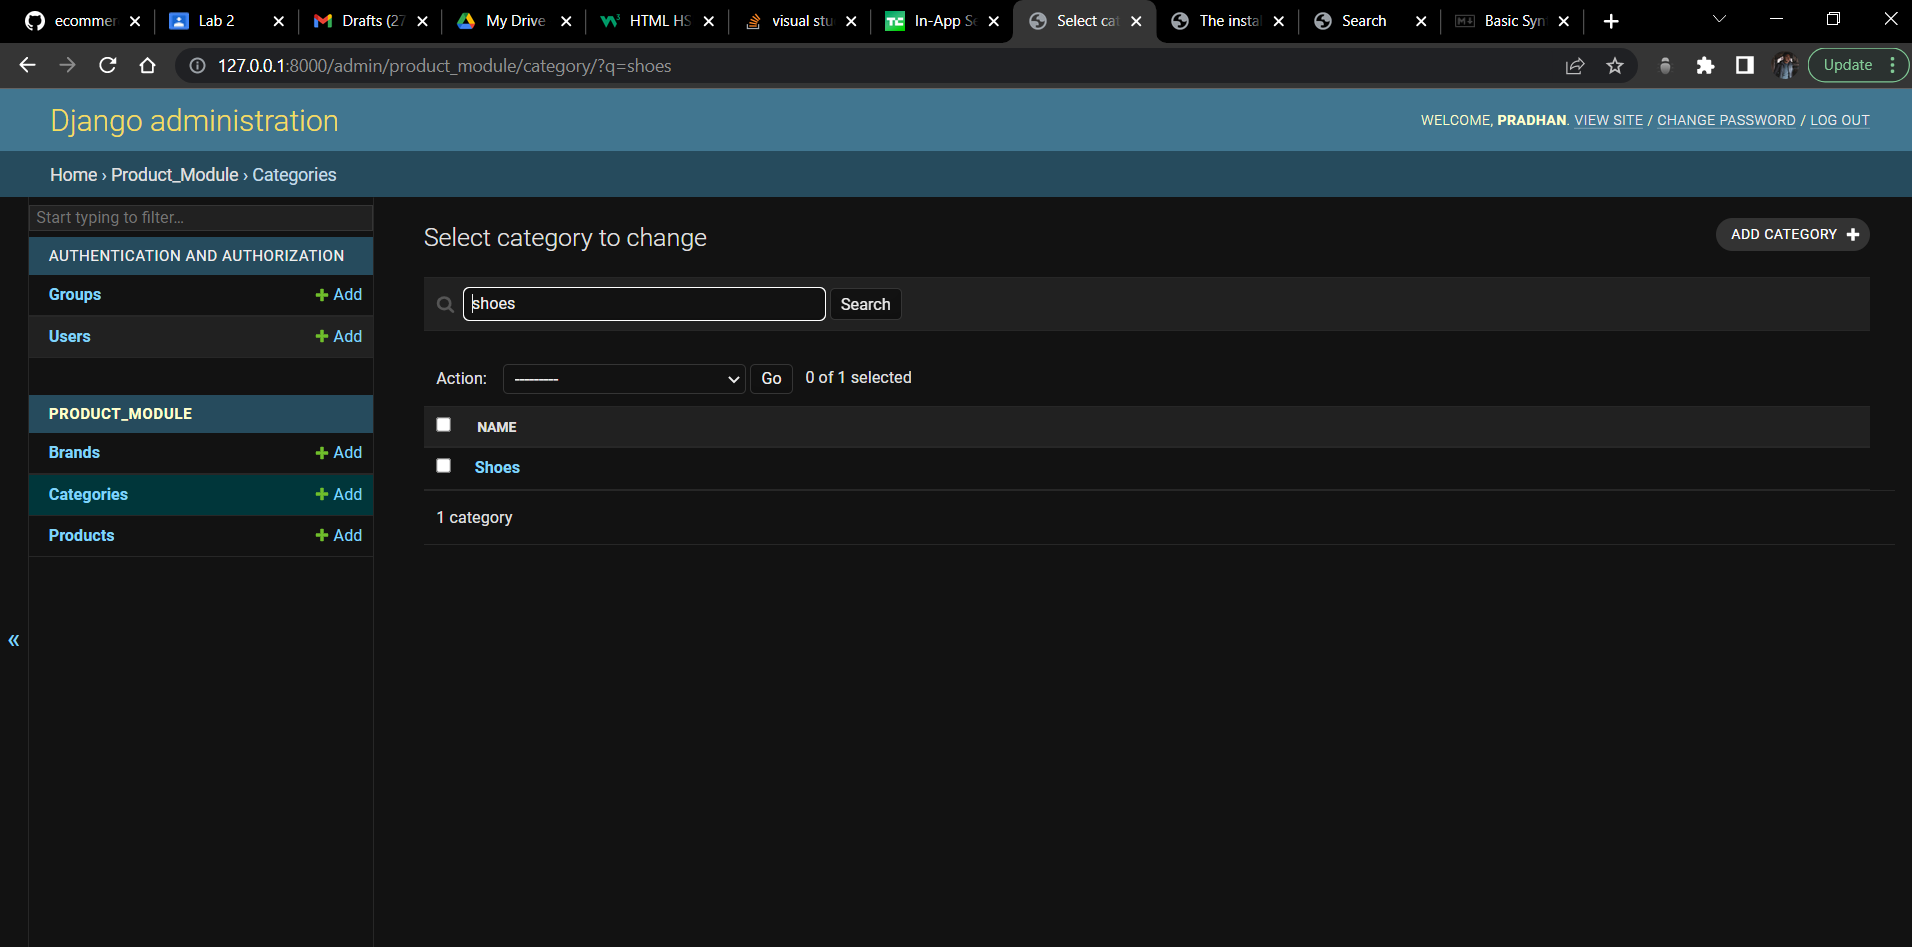 ecommer
Lab 2
Drafts (27
My Drive
HTML HS
visual stu
In-App Se
Select cat
The instal
Search
Basic Syn
127.0.0.1:8000/admin/product_module/category/?q=shoes
Update
Django administration
WELCOME, PRADHAN. VIEW SITE / CHANGE PASSWORD / LOG OUT
Home › Product_Module › Categories
Start typing to filter...
AUTHENTICATION AND AUTHORIZATION
Groups + Add
Users + Add
PRODUCT_MODULE
Brands + Add
Categories + Add
Products + Add
«
Select category to change
ADD CATEGORY +
shoes
Search
Action: --------- Go 0 of 1 selected
NAME
Shoes
1 category